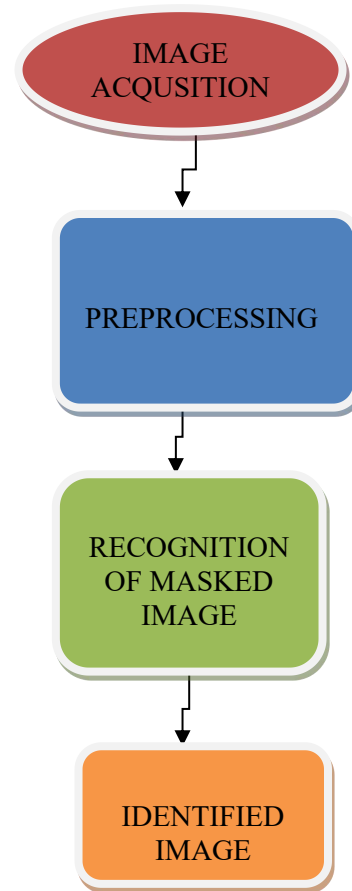 IMAGE
ACQUSITION
PREPROCESSING
RECOGNITION
OF MASKED
IMAGE
IDENTIFIED
IMAGE